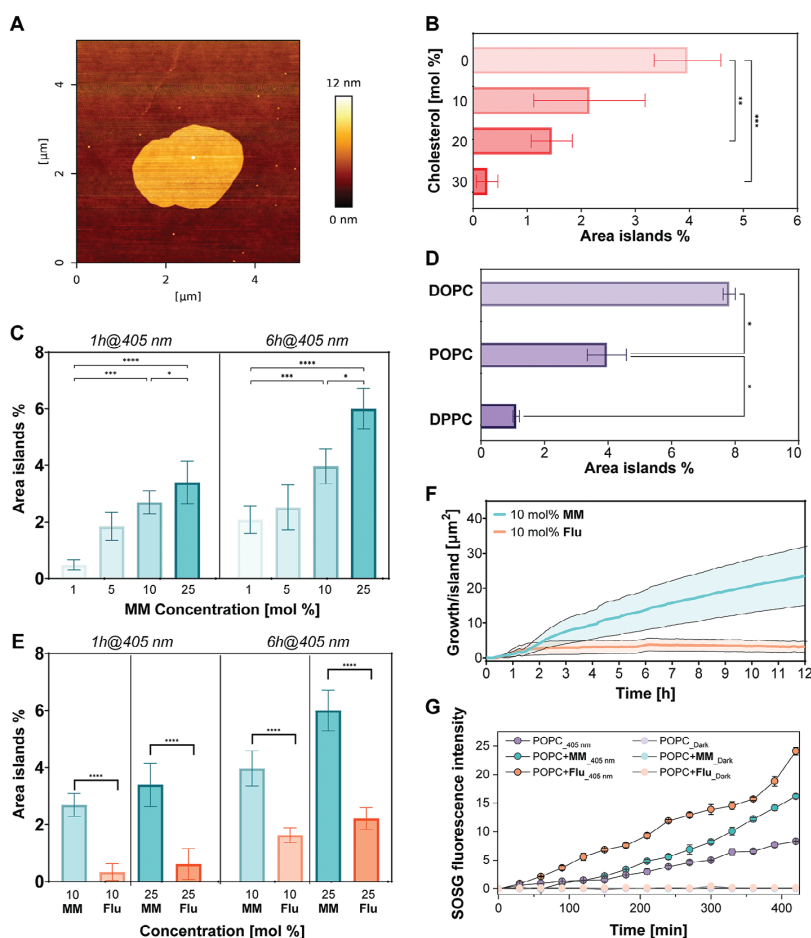 A
4
2
0
[µm]
0
2
4
[µm]
12 nm
0 nm
B
Cholesterol [mol %]
0
10
20
30
**
***
0
1
2
3
4
5
6
Area islands %
C
1h@405 nm
6h@405 nm
Area islands %
8
6
4
2
0
****
***
*
****
***
*
1
5
10
25
1
5
10
25
MM Concentration [mol %]
D
DOPC
POPC
DPPC
*
*
0
2
4
6
8
10
Area islands %
E
1h@405 nm
6h@405 nm
Area islands %
8
6
4
2
0
****
****
****
****
10
10
25
25
10
10
25
25
MM
Flu
MM
Flu
MM
Flu
MM
Flu
Concentration [mol %]
F
Growth/island [µm²]
10 mol% MM
10 mol% Flu
40
30
20
10
0
0
1
2
3
4
5
6
7
8
9
10
11
12
Time [h]
G
SOSG fluorescence intensity
POPC_405 nm
POPC_Dark
POPC+MM_405 nm
POPC+MM_Dark
POPC+Flu_405 nm
POPC+Flu_Dark
25
20
15
10
5
0
0
100
200
300
400
Time [min]